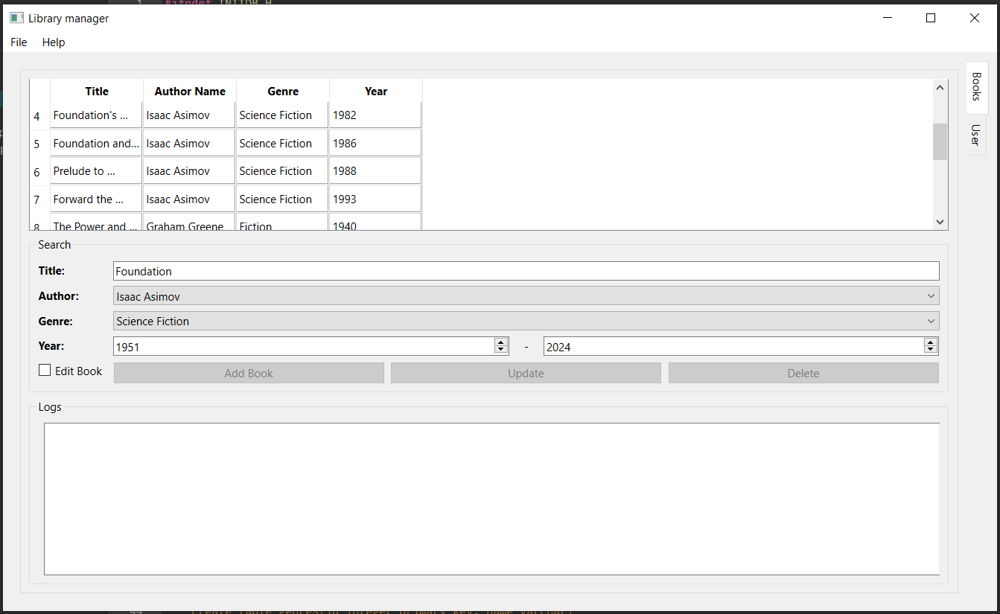 #ifndef INITDB_H
Library manager
File Help
Title Author Name Genre Year
4 Foundation's ... Isaac Asimov Science Fiction 1982
5 Foundation and... Isaac Asimov Science Fiction 1986
6 Prelude to ... Isaac Asimov Science Fiction 1988
7 Forward the ... Isaac Asimov Science Fiction 1993
8 The Power and ... Graham Greene Fiction 1940
Books
User
Search
Title: Foundation
Author: Isaac Asimov
Genre: Science Fiction
Year: 1951 - 2024
Edit Book Add Book Update Delete
Logs